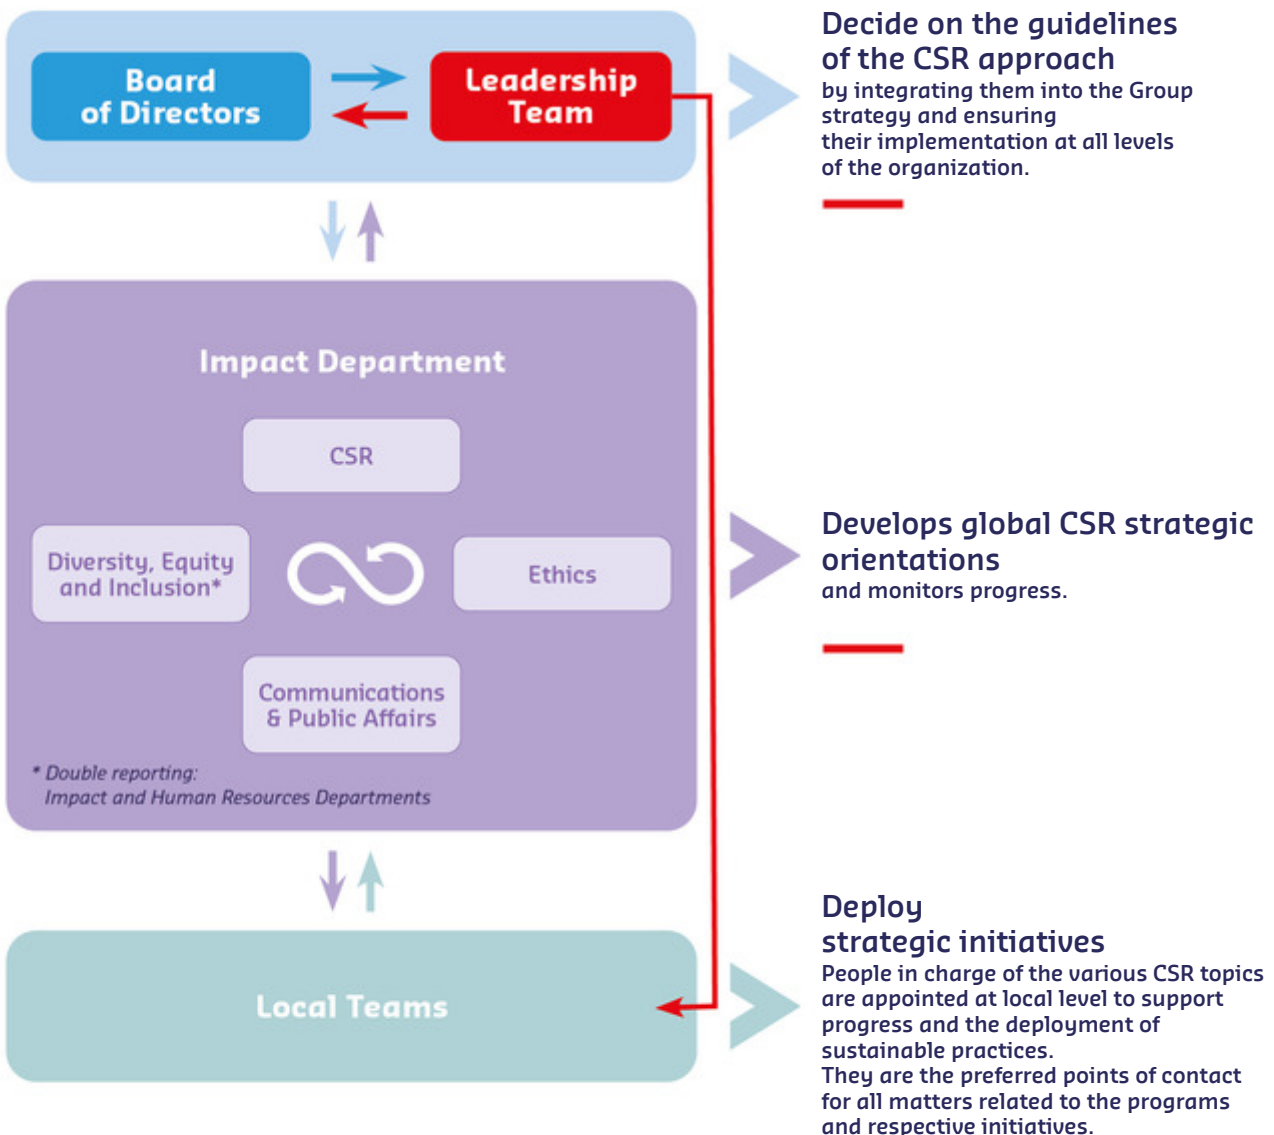 Board
of Directors
Leadership
Team
Decide on the guidelines
of the CSR approach
by integrating them into the Group
strategy and ensuring
their implementation at all levels
of the organization.
Impact Department
CSR
Diversity, Equity
and Inclusion*
Ethics
Communications
& Public Affairs
* Double reporting:
Impact and Human Resources Departments
Develops global CSR strategic
orientations
and monitors progress.
Local Teams
Deploy
strategic initiatives
People in charge of the various CSR topics
are appointed at local level to support
progress and the deployment of
sustainable practices.
They are the preferred points of contact
for all matters related to the programs
and respective initiatives.